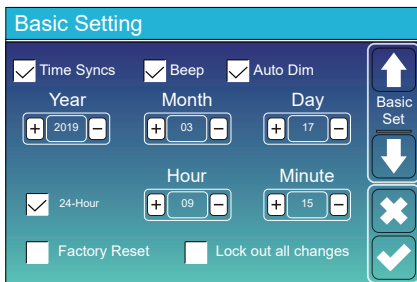 Basic Setting
Time Syncs Beep Auto Dim
Year Month Day
+ 2019 − + 03 − + 17 −
Basic
Set
Hour Minute
24-Hour + 09 − + 15 −
Factory Reset Lock out all changes